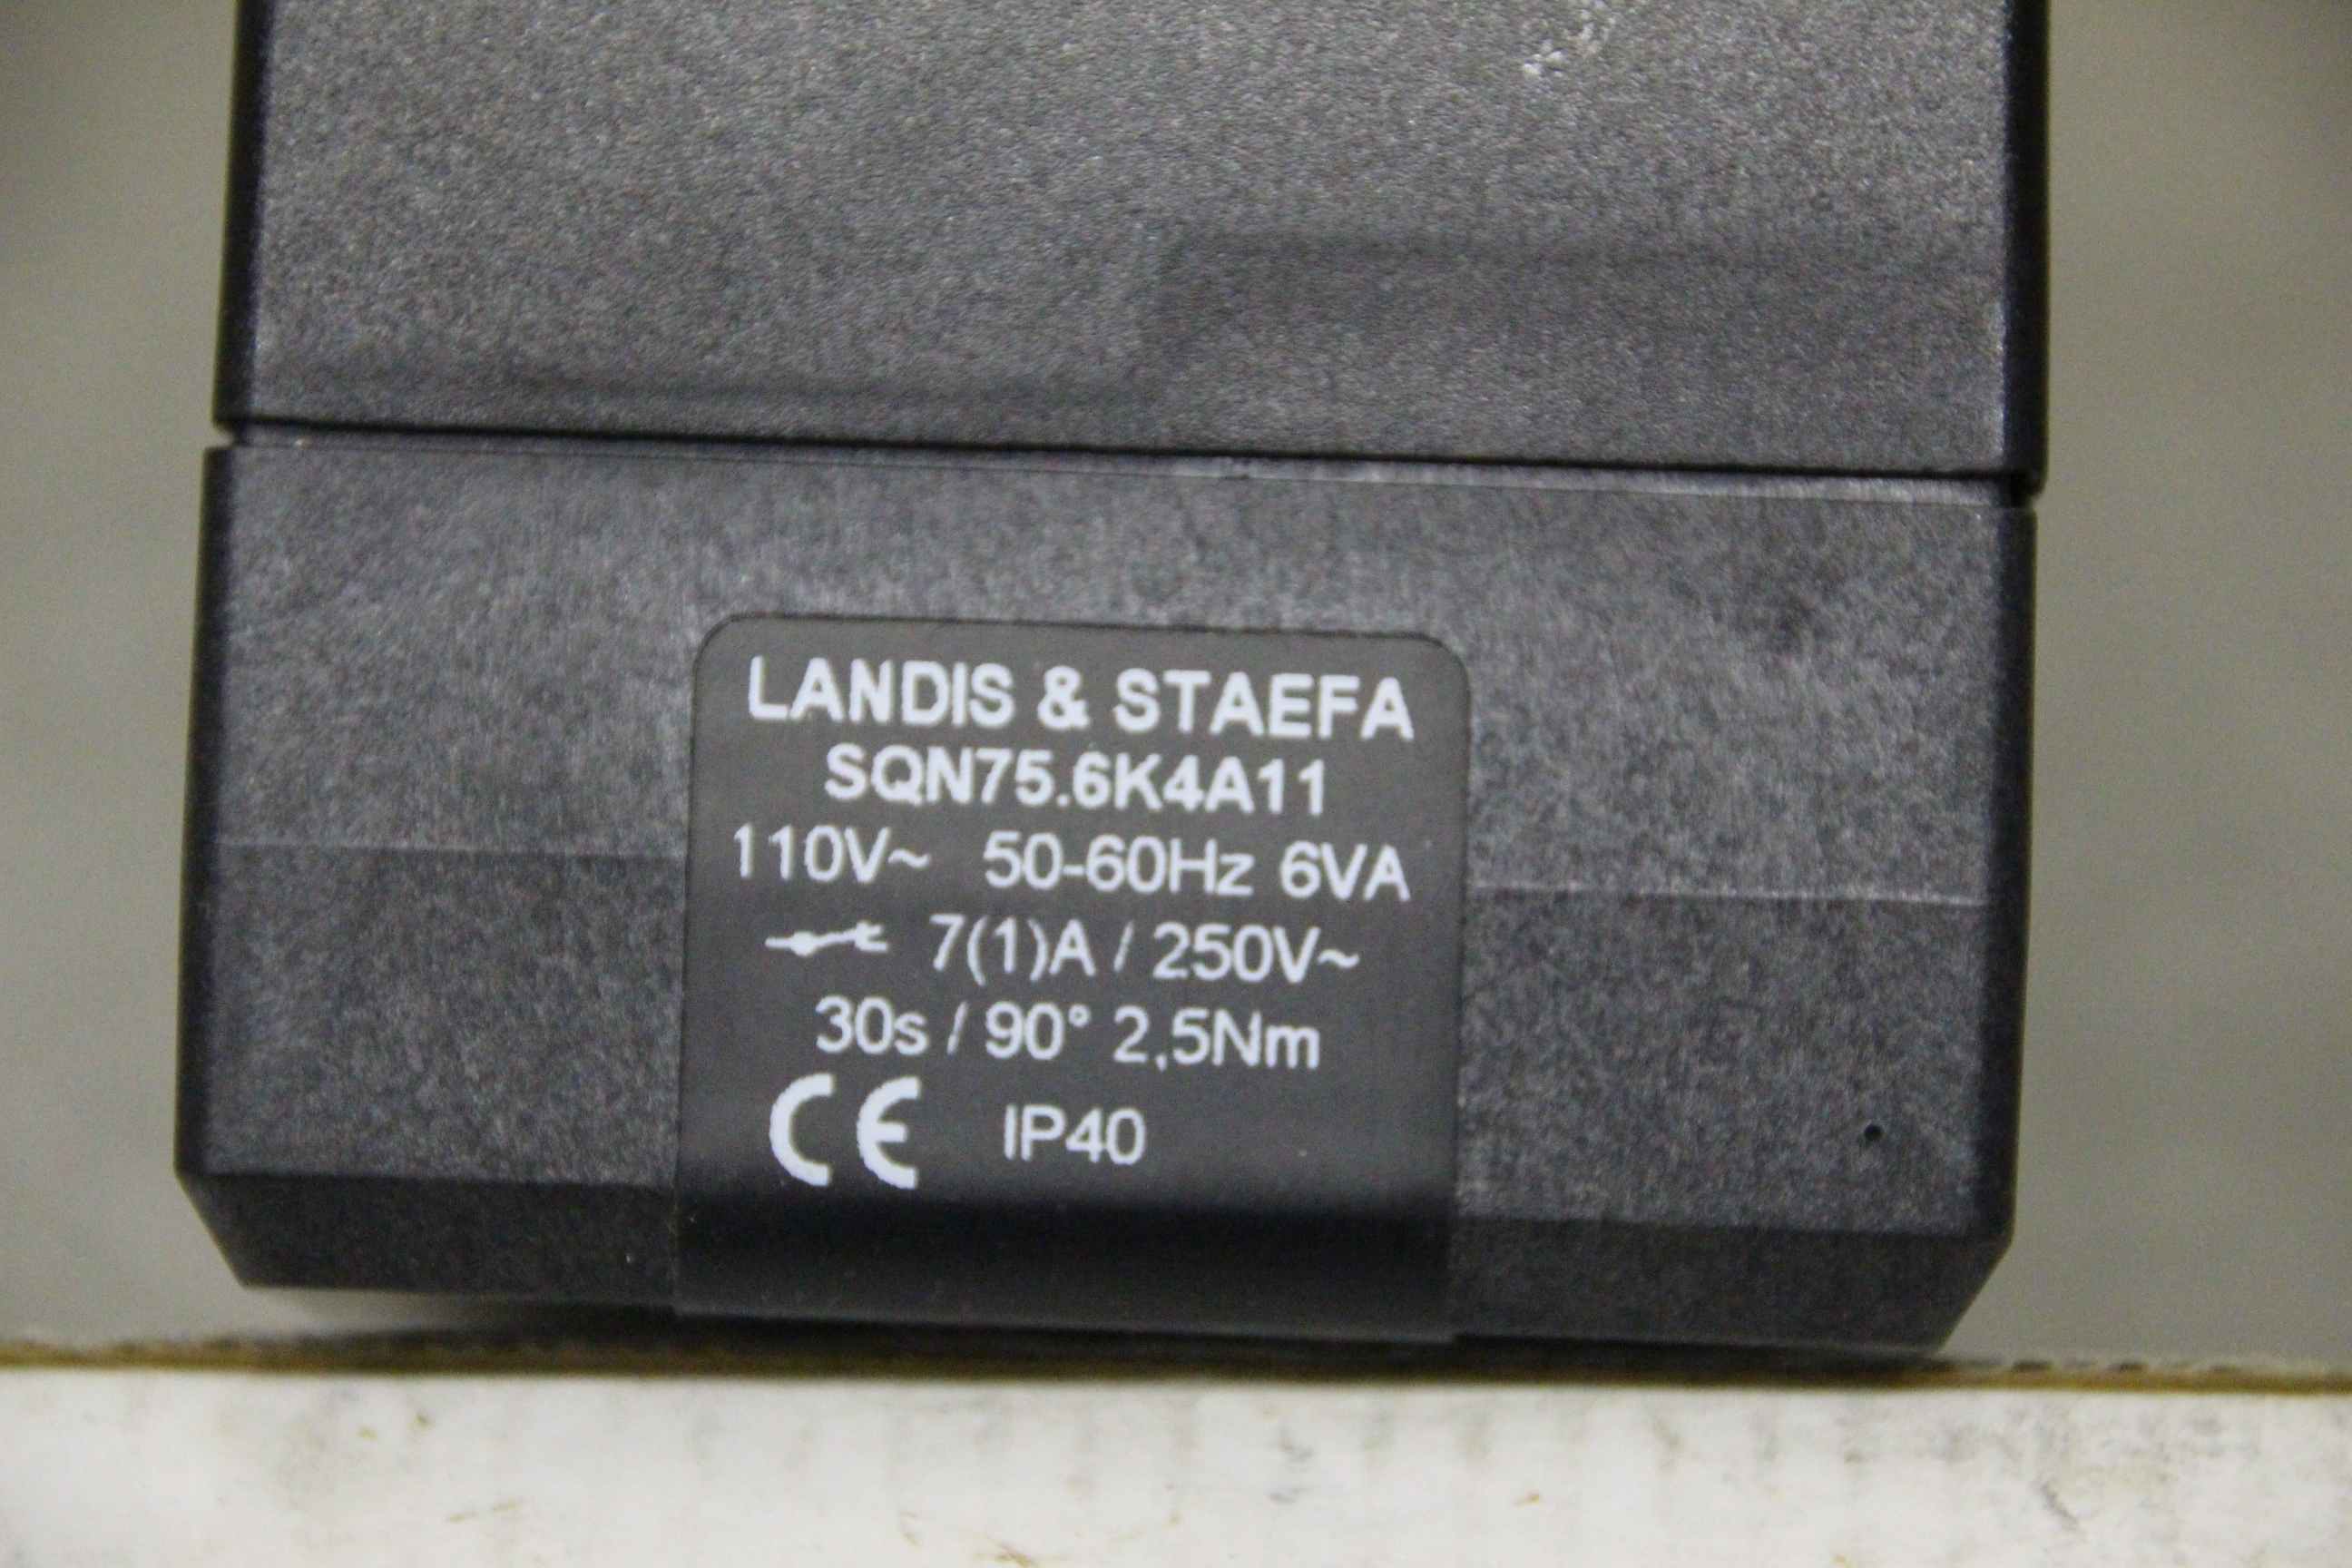 LANDIS & STAEFA
SQN75.6K4A11
110V~ 50-60Hz 6VA
7(1)A / 250V~
30s / 90° 2,5Nm
CE IP40